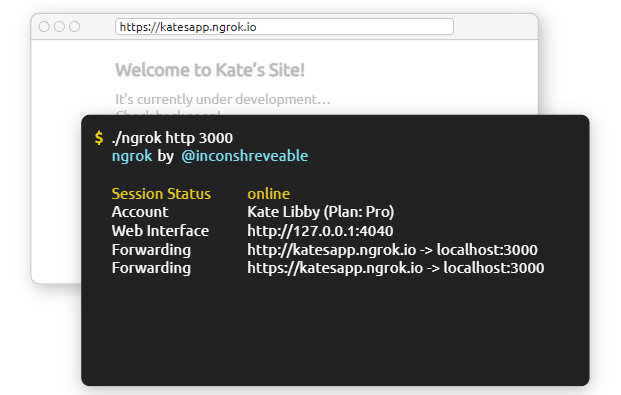 https://katesapp.ngrok.io
Welcome to Kate's Site!
It's currently under development...
$ ./ngrok http 3000
ngrok by @inconshreveable
Session Status online
Account Kate Libby (Plan: Pro)
Web Interface http://127.0.0.1:4040
Forwarding http://katesapp.ngrok.io -> localhost:3000
Forwarding https://katesapp.ngrok.io -> localhost:3000